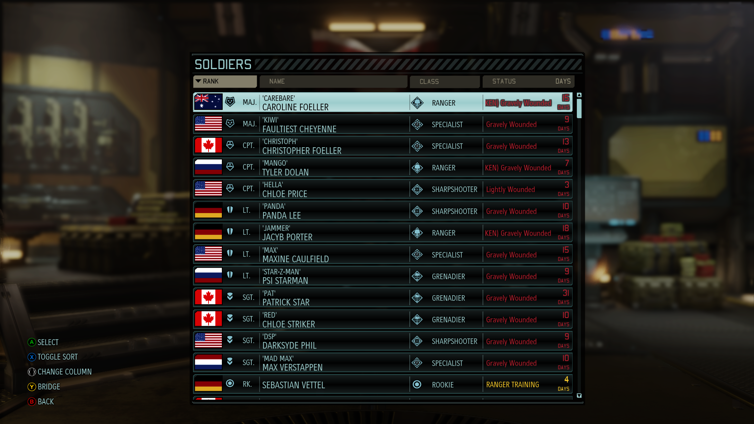 SOLDIERS
RANK NAME CLASS STATUS DAYS
MAJ. 'CAREBARE' CAROLINE FOELLER RANGER KEN) Gravely Wounded DAYS
MAJ. 'KIWI' FAULTIEST CHEYENNE SPECIALIST Gravely Wounded 9 DAYS
CPT. 'CHRISTOPH' CHRISTOPHER FOELLER SPECIALIST Gravely Wounded 13 DAYS
CPT. 'MANGO' TYLER DOLAN RANGER KEN) Gravely Wounded 7 DAYS
CPT. 'HELLA' CHLOE PRICE SHARPSHOOTER Lightly Wounded 3 DAYS
LT. 'PANDA' PANDA LEE SHARPSHOOTER Gravely Wounded 10 DAYS
LT. 'JAMMER' JACYB PORTER RANGER KEN) Gravely Wounded 18 DAYS
LT. 'MAX' MAXINE CAULFIELD SPECIALIST Gravely Wounded 15 DAYS
LT. 'STAR-Z-MAN' PSI STARMAN GRENADIER Gravely Wounded 9 DAYS
SGT. 'PAT' PATRICK STAR GRENADIER Gravely Wounded 31 DAYS
SGT. 'RED' CHLOE STRIKER GRENADIER Gravely Wounded 10 DAYS
SGT. 'DSP' DARKSYDE PHIL SHARPSHOOTER Gravely Wounded 9 DAYS
SGT. 'MAD MAX' MAX VERSTAPPEN SPECIALIST Gravely Wounded 10 DAYS
RK. SEBASTIAN VETTEL ROOKIE RANGER TRAINING 4 DAYS
A SELECT
X TOGGLE SORT
CHANGE COLUMN
Y BRIDGE
B BACK